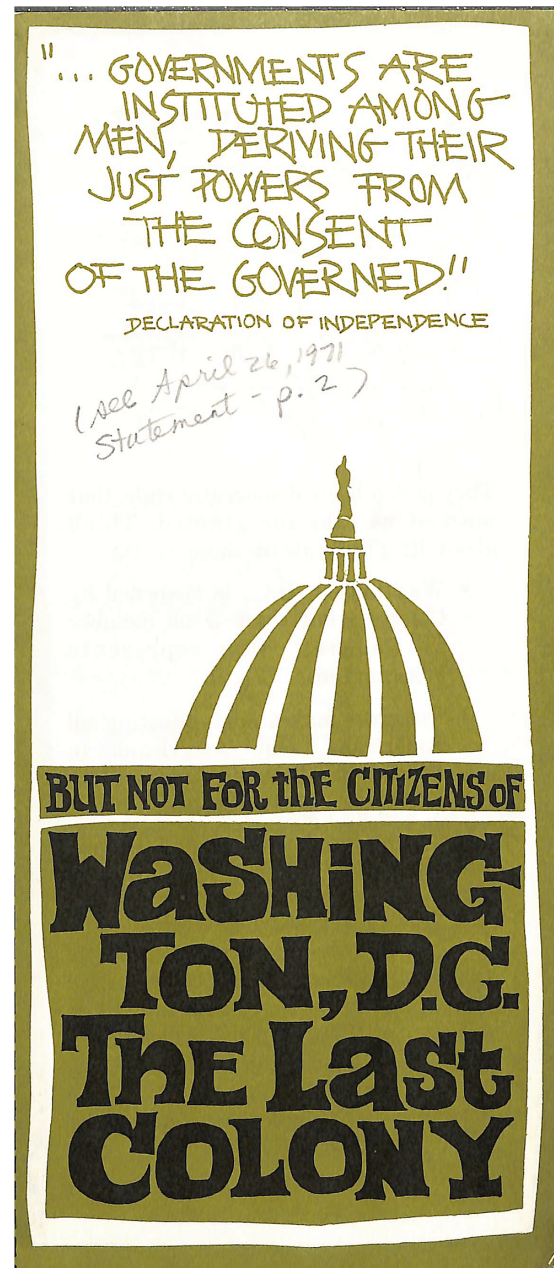 "... GOVERNMENTS ARE
INSTITUTED AMONG
MEN, DERIVING THEIR
JUST POWERS FROM
THE CONSENT
OF THE GOVERNED."
DECLARATION OF INDEPENDENCE
(see April 26, 1971
Statement - p. 2)
BUT NOT FOR thE CITIZENS OF
WASHING-
TON, D.C.
THE LASt
COLONY